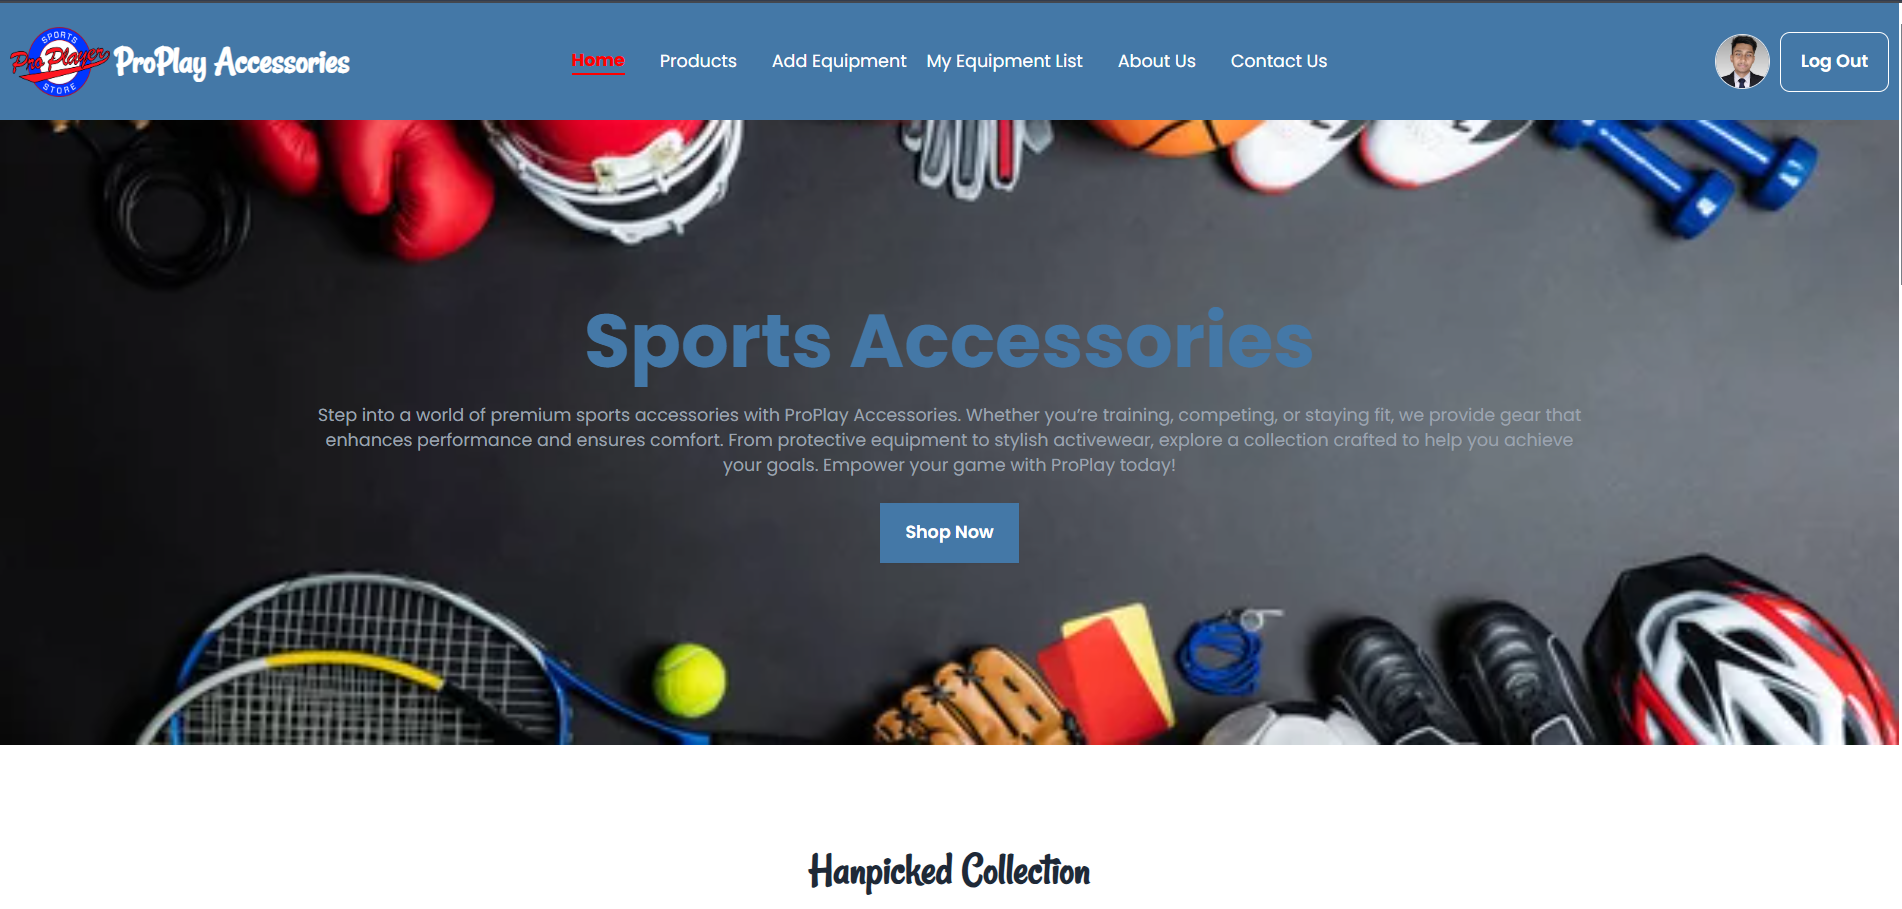 SPORTS
Pro Player
STORE
ProPlay Accessories
Home Products Add Equipment My Equipment List About Us Contact Us
Log Out
Sports Accessories
Step into a world of premium sports accessories with ProPlay Accessories. Whether you’re training, competing, or staying fit, we provide gear that
enhances performance and ensures comfort. From protective equipment to stylish activewear, explore a collection crafted to help you achieve
your goals. Empower your game with ProPlay today!
Shop Now
Hanpicked Collection